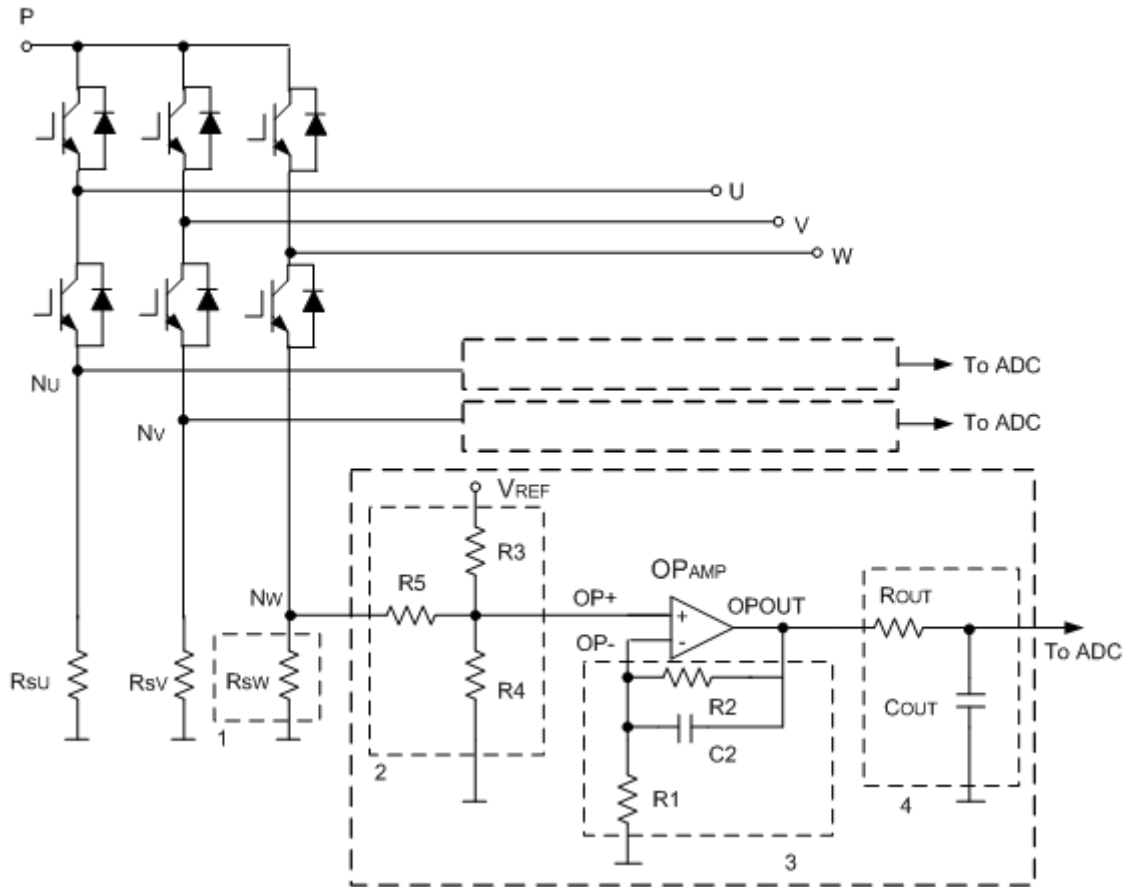 P
U
V
W
NU
To ADC
NV
To ADC
VREF
R3
R5
OPAMP
NW
OP+
OPOUT
ROUT
OP-
To ADC
RSU
RSV
RSW
R4
R2
COUT
1
C2
2
R1
4
3